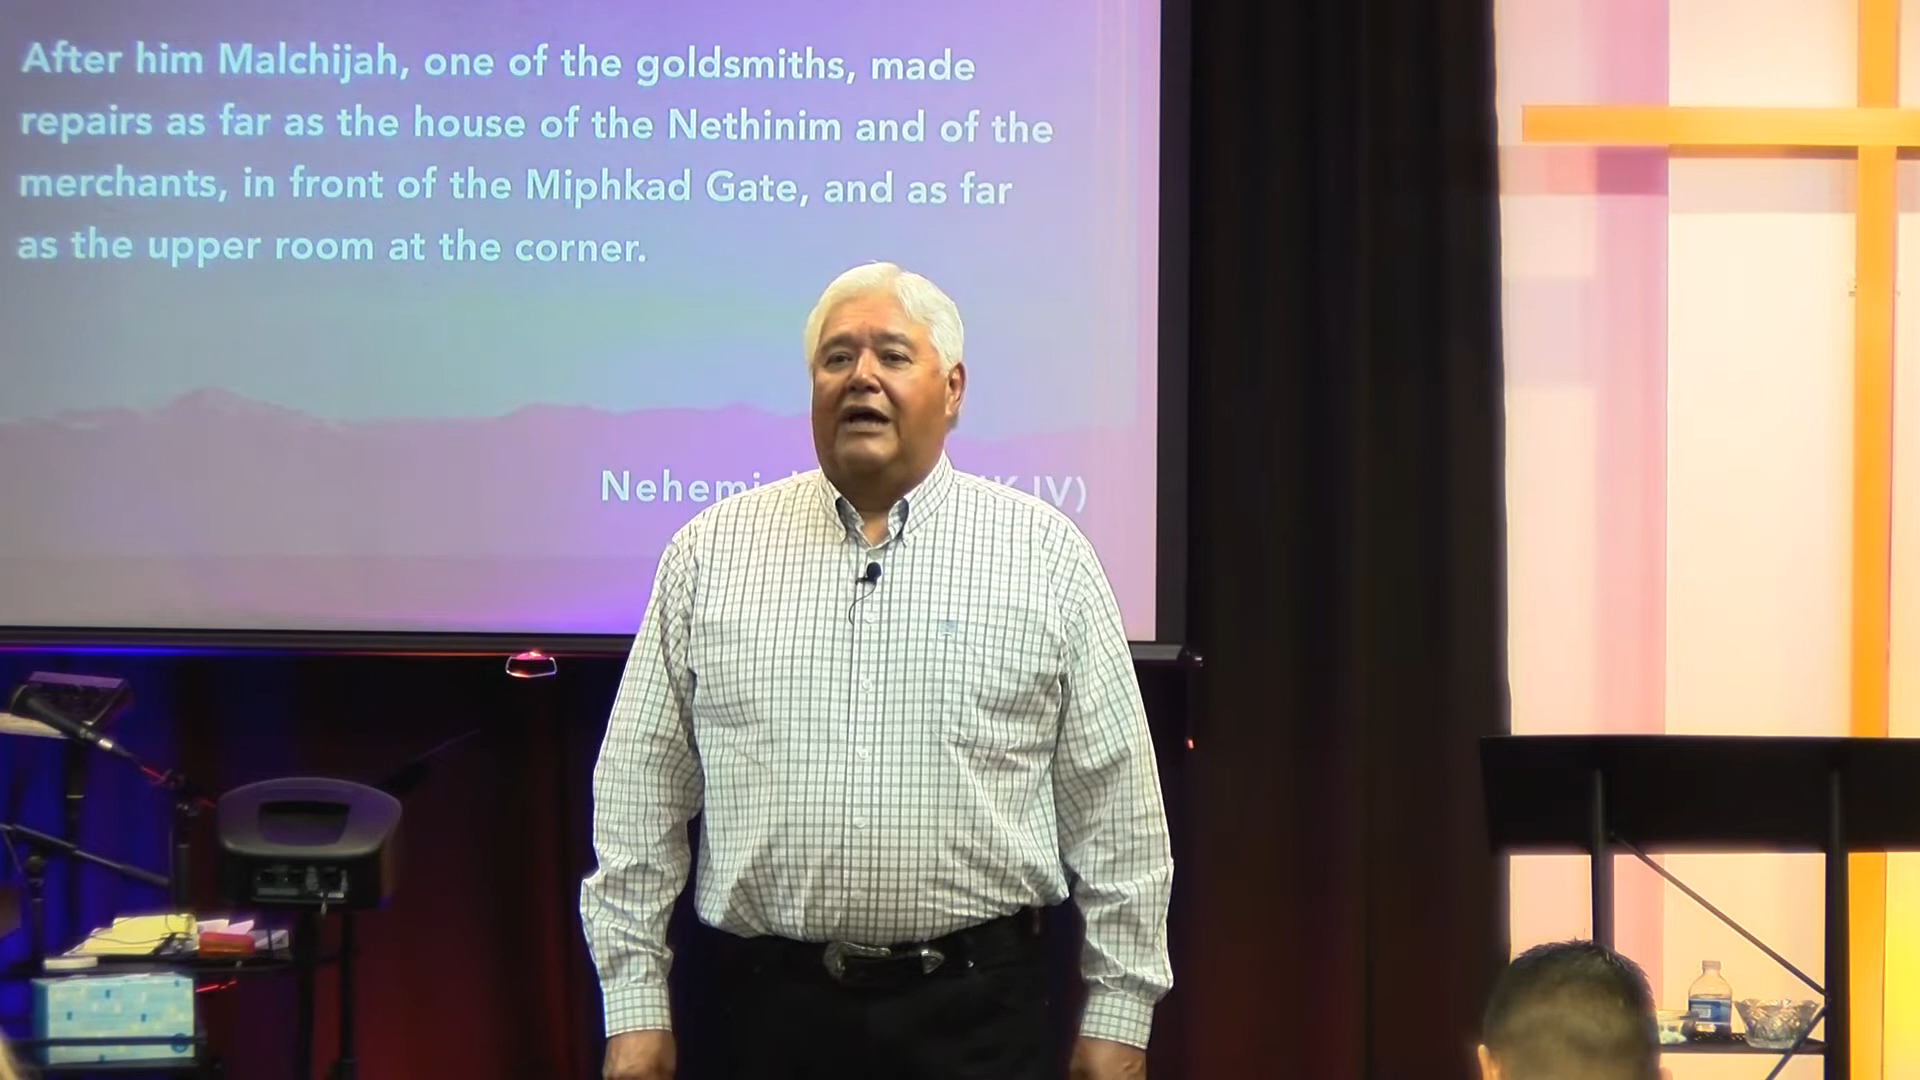 After him Malchijah, one of the goldsmiths, made
repairs as far as the house of the Nethinim and of the
merchants, in front of the Miphkad Gate, and as far
as the upper room at the corner.